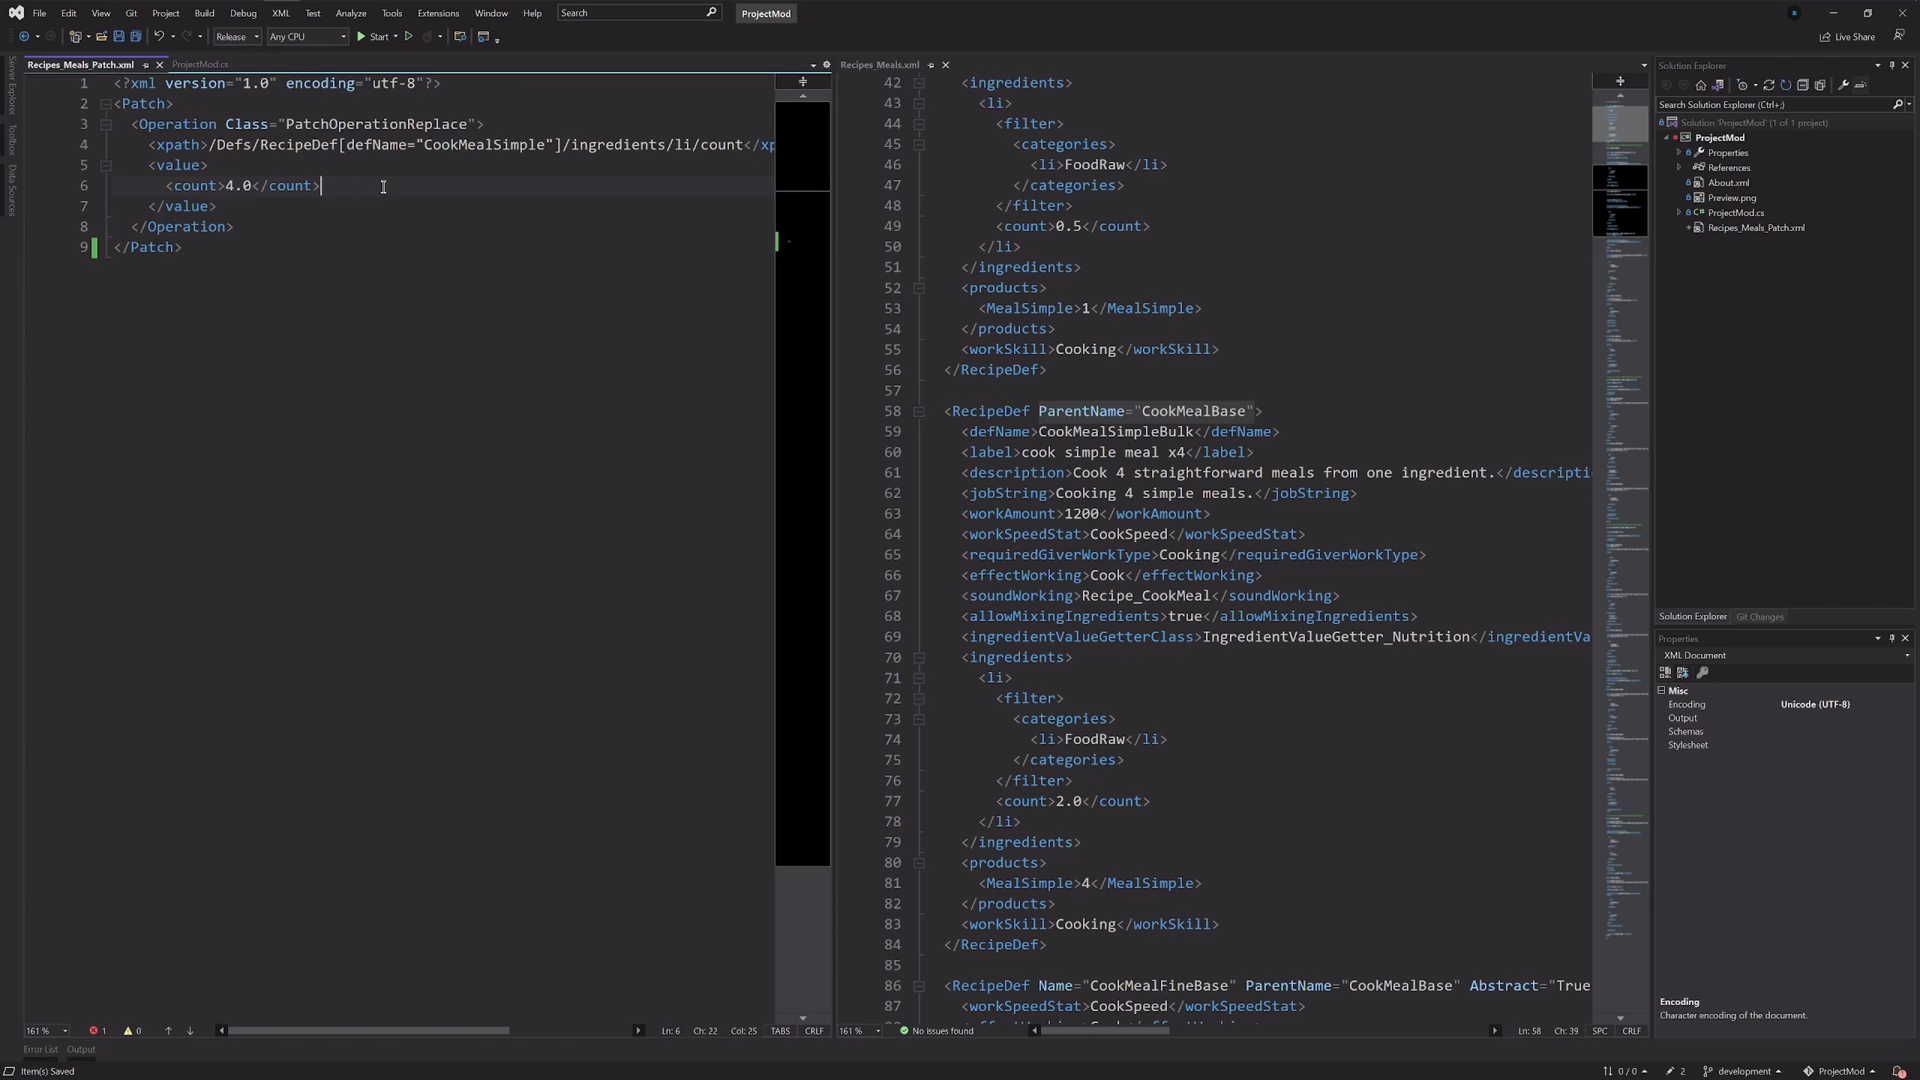 File Edit View Git Project Build Debug XML Test Analyze Tools Extensions Window Help Search ProjectMod
Release Any CPU Start Live Share
Server Explorer
Toolbox
Data Sources
Recipes_Meals_Patch.xml ProjectMod.cs
1 <?xml version="1.0" encoding="utf-8"?>
2 <Patch>
3 <Operation Class="PatchOperationReplace">
4 <xpath>/Defs/RecipeDef[defName="CookMealSimple"]/ingredients/li/count</xp
5 <value>
6 <count>4.0</count>
7 </value>
8 </Operation>
9 </Patch>
161 % 1 0 Ln: 6 Ch: 22 Col: 25 TABS CRLF
Recipes_Meals.xml
42 <ingredients>
43 <li>
44 <filter>
45 <categories>
46 <li>FoodRaw</li>
47 </categories>
48 </filter>
49 <count>0.5</count>
50 </li>
51 </ingredients>
52 <products>
53 <MealSimple>1</MealSimple>
54 </products>
55 <workSkill>Cooking</workSkill>
56 </RecipeDef>
57
58 <RecipeDef ParentName="CookMealBase">
59 <defName>CookMealSimpleBulk</defName>
60 <label>cook simple meal x4</label>
61 <description>Cook 4 straightforward meals from one ingredient.</descripti
62 <jobString>Cooking 4 simple meals.</jobString>
63 <workAmount>1200</workAmount>
64 <workSpeedStat>CookSpeed</workSpeedStat>
65 <requiredGiverWorkType>Cooking</requiredGiverWorkType>
66 <effectWorking>Cook</effectWorking>
67 <soundWorking>Recipe_CookMeal</soundWorking>
68 <allowMixingIngredients>true</allowMixingIngredients>
69 <ingredientValueGetterClass>IngredientValueGetter_Nutrition</ingredientVa
70 <ingredients>
71 <li>
72 <filter>
73 <categories>
74 <li>FoodRaw</li>
75 </categories>
76 </filter>
77 <count>2.0</count>
78 </li>
79 </ingredients>
80 <products>
81 <MealSimple>4</MealSimple>
82 </products>
83 <workSkill>Cooking</workSkill>
84 </RecipeDef>
85
86 <RecipeDef Name="CookMealFineBase" ParentName="CookMealBase" Abstract="True
87 <workSpeedStat>CookSpeed</workSpeedStat>
161 % No issues found Ln: 58 Ch: 39 SPC CRLF
Solution Explorer
Search Solution Explorer (Ctrl+;)
Solution 'ProjectMod' (1 of 1 project)
ProjectMod
Properties
References
About.xml
Preview.png
ProjectMod.cs
Recipes_Meals_Patch.xml
Solution Explorer Git Changes
Properties
XML Document
Misc
Encoding Unicode (UTF-8)
Output
Schemas
Stylesheet
Encoding
Character encoding of the document.
Error List Output
Item(s) Saved 0 / 0 2 development ProjectMod